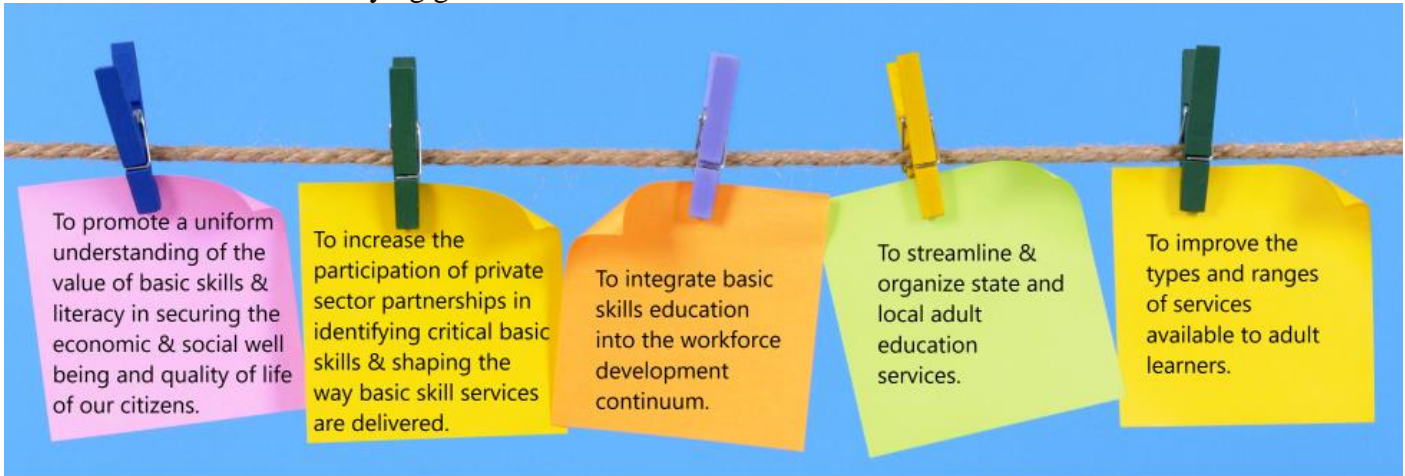 To promote a uniform
understanding of the
value of basic skills &
literacy in securing the
economic & social well
being and quality of life
of our citizens.
To increase the
participation of private
sector partnerships in
identifying critical basic
skills & shaping the
way basic skill services
are delivered.
To integrate basic
skills education
into the workforce
development
continuum.
To streamline &
organize state and
local adult
education
services.
To improve the
types and ranges
of services
available to adult
learners.